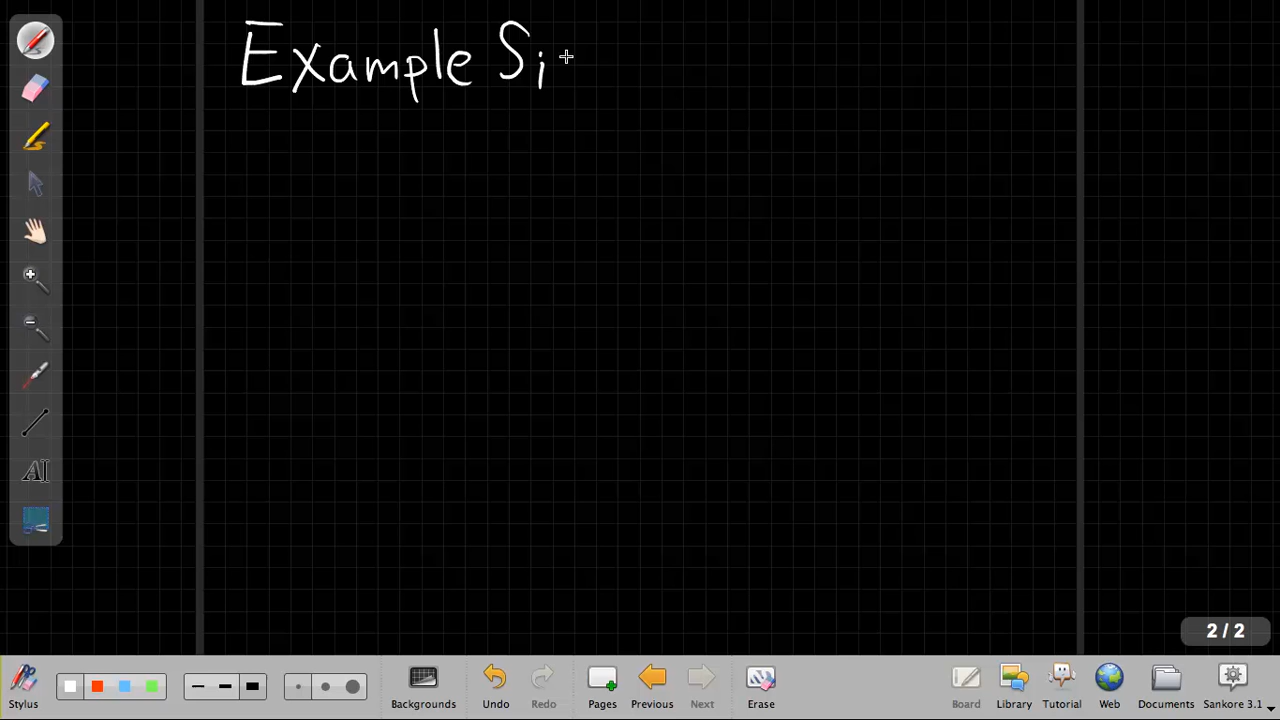 Example Si
2 / 2
Stylus Backgrounds Undo Redo Pages Previous Next Erase Board Library Tutorial Web Documents Sankore 3.1